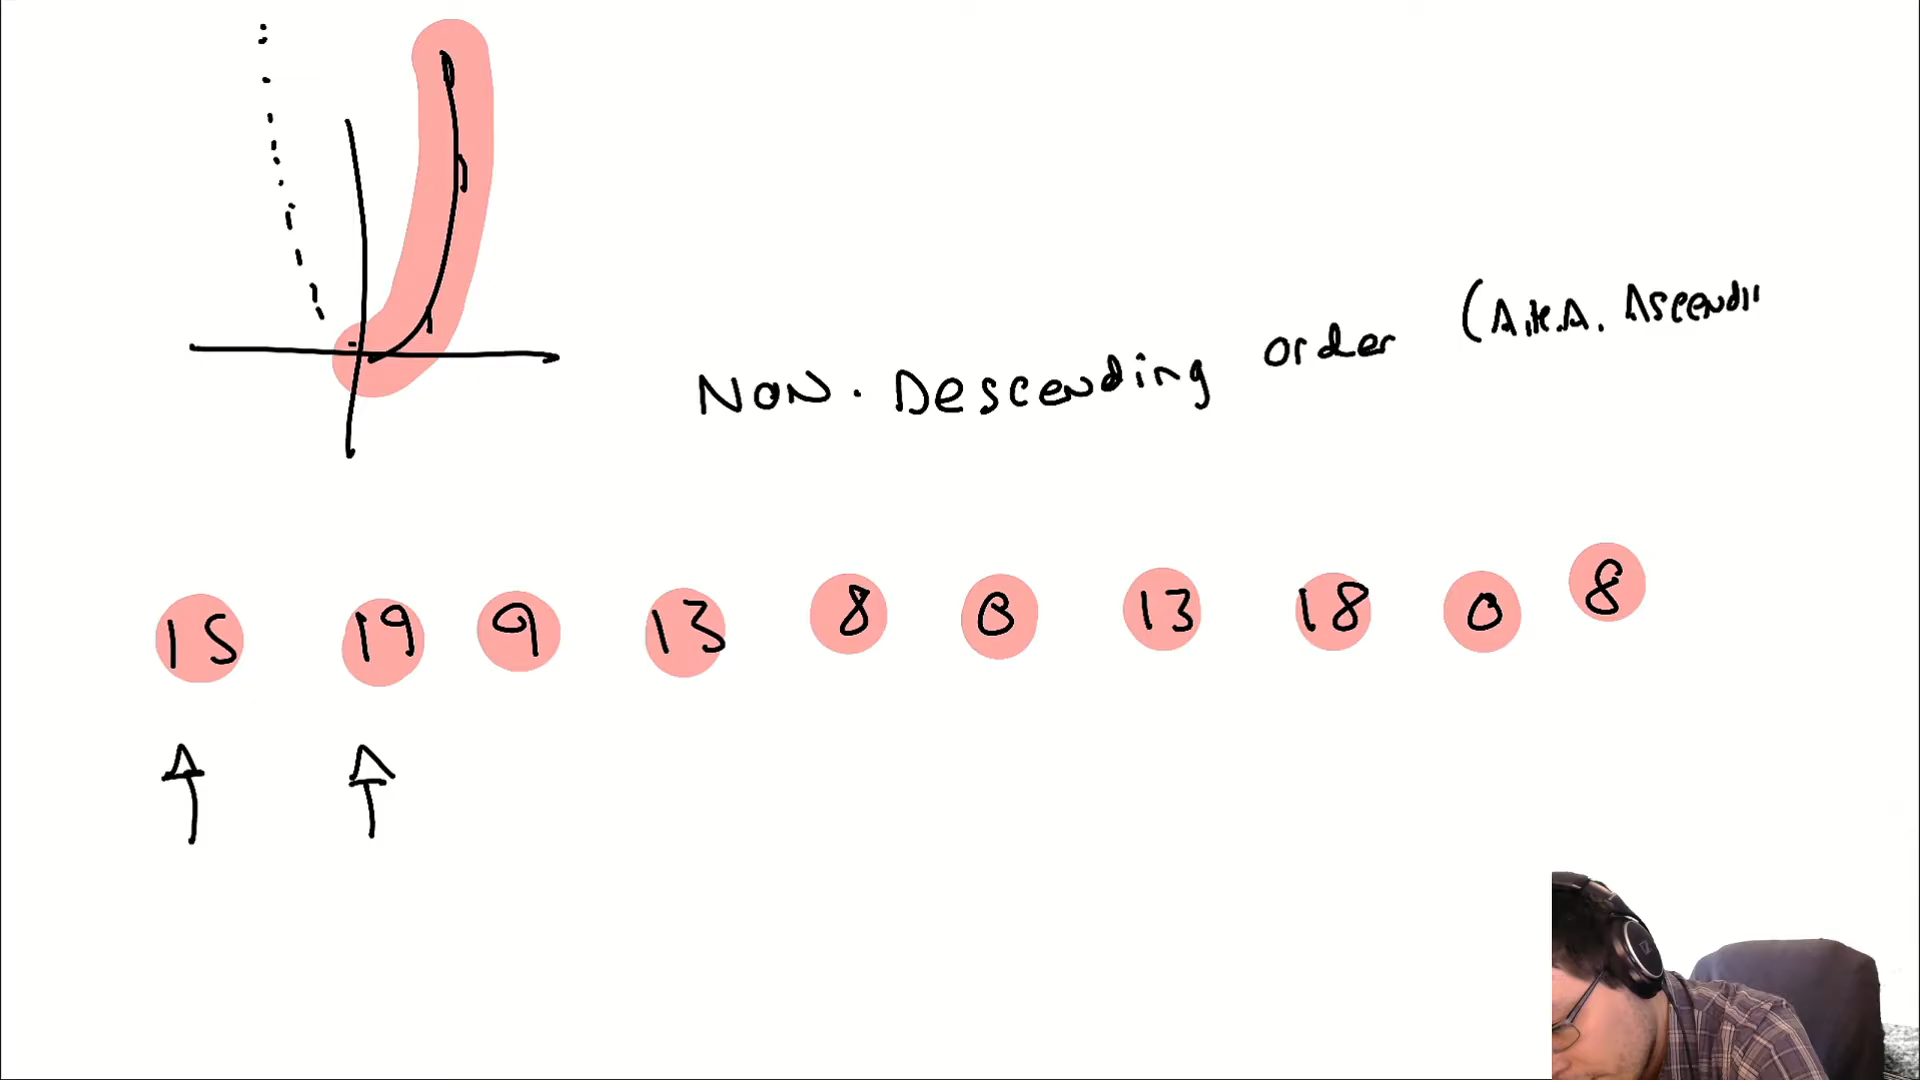 Non. Descending order (A.K.A. Ascendi
15 19 9 13 8 0 13 18 0 8